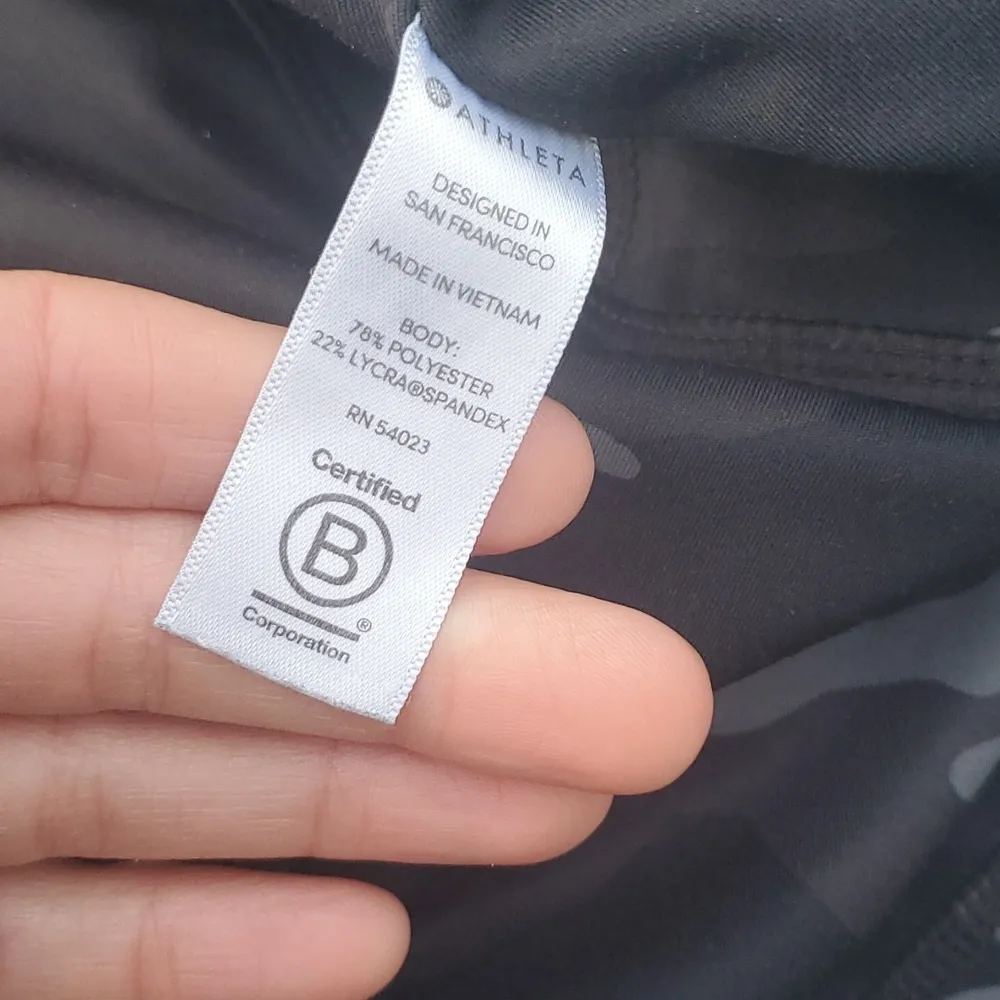 ATHLETA
DESIGNED IN
SAN FRANCISCO
MADE IN VIETNAM
BODY:
78% POLYESTER
22% LYCRA®SPANDEX
RN 54023
Certified
B
®
Corporation